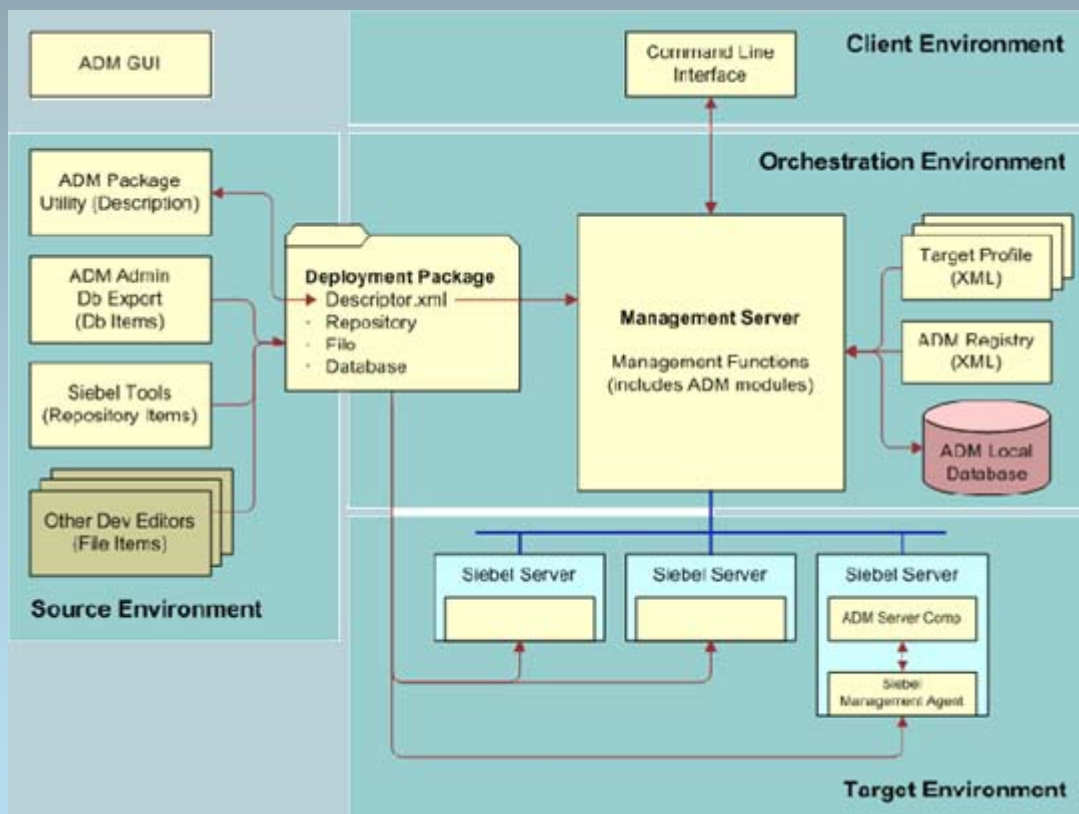 ADM GUI
Command Line
Interface
Client Environment
ADM Package
Utility (Description)
ADM Admin
Db Export
(Db Items)
Siebel Tools
(Repository Items)
Other Dev Editors
(File Items)
Source Environment
Deployment Package
Descriptor.xml
· Repository
· File
· Database
Orchestration Environment
Management Server
Management Functions
(includes ADM modules)
Target Profile
(XML)
ADM Registry
(XML)
ADM Local
Database
Siebel Server
Siebel Server
Siebel Server
ADM Server Comp
Siebel
Management Agent
Target Environment